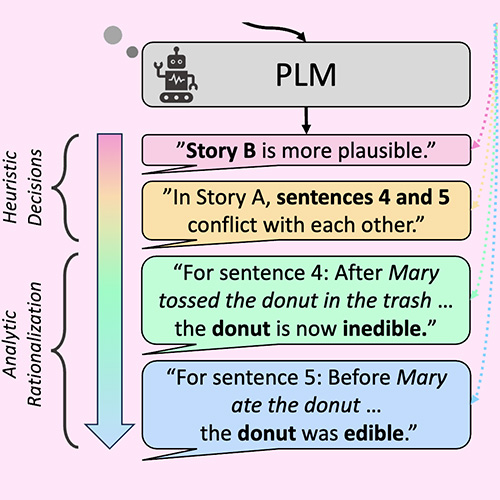 PLM
Heuristic
Decisions
”Story B is more plausible.”
”In Story A, sentences 4 and 5
conflict with each other.”
Analytic
Rationalization
“For sentence 4: After Mary
tossed the donut in the trash …
the donut is now inedible.”
“For sentence 5: Before Mary
ate the donut …
the donut was edible.”